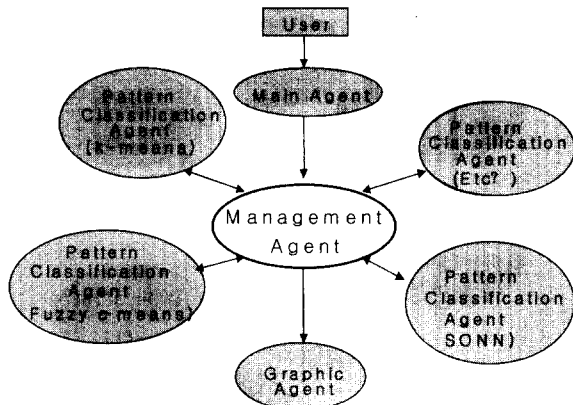 User
Main Agent
Pattern
Classification
Agent
(k-means)
Pattern
Classification
Agent
(Etc? )
Management
Agent
Pattern
Classification
Agent
Fuzzy c-means)
Pattern
Classification
Agent
SONN)
Graphic
Agent